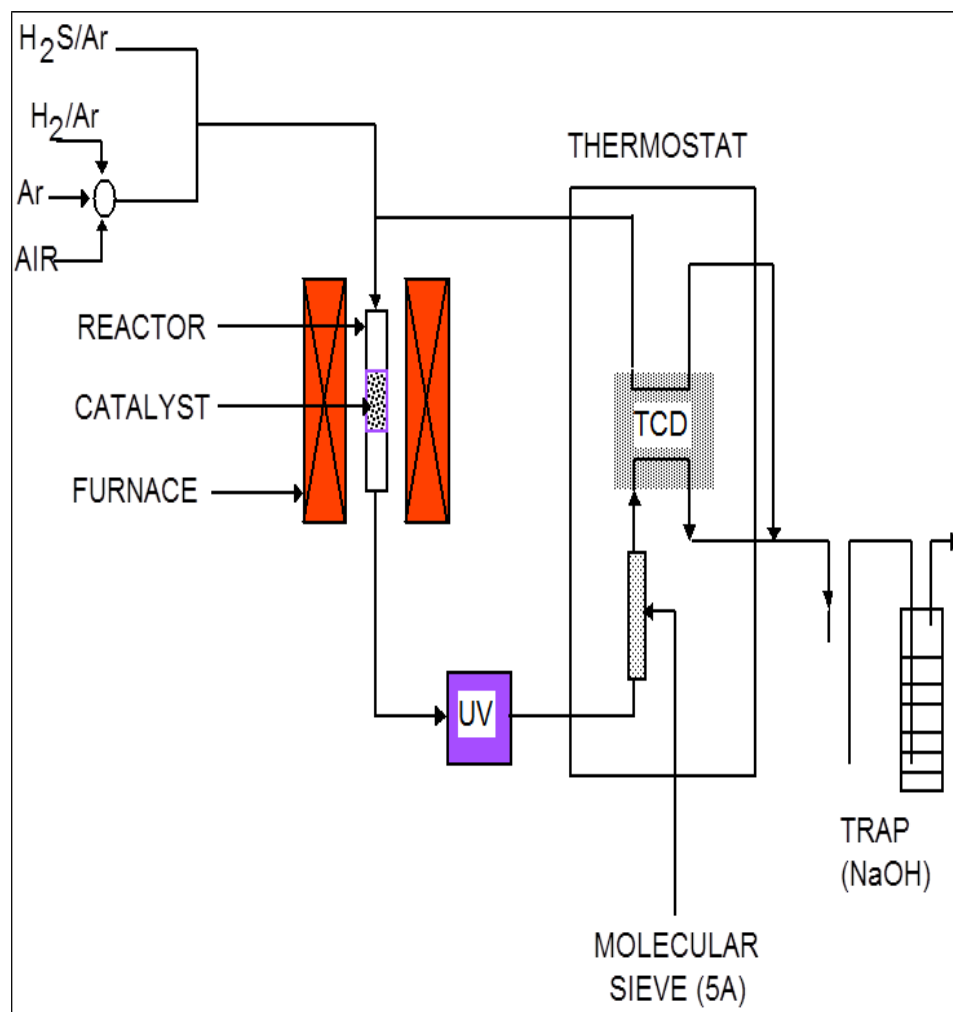 H2S/Ar
H2/Ar
Ar
AIR
THERMOSTAT
REACTOR
CATALYST
FURNACE
TCD
UV
TRAP
(NaOH)
MOLECULAR
SIEVE (5A)